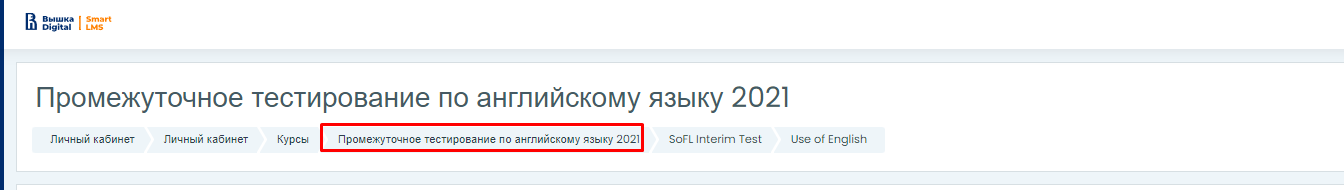 Вышка Smart
Digital LMS
Промежуточное тестирование по английскому языку 2021
Личный кабинет Личный кабинет Курсы Промежуточное тестирование по английскому языку 2021 SoFL Interim Test Use of English